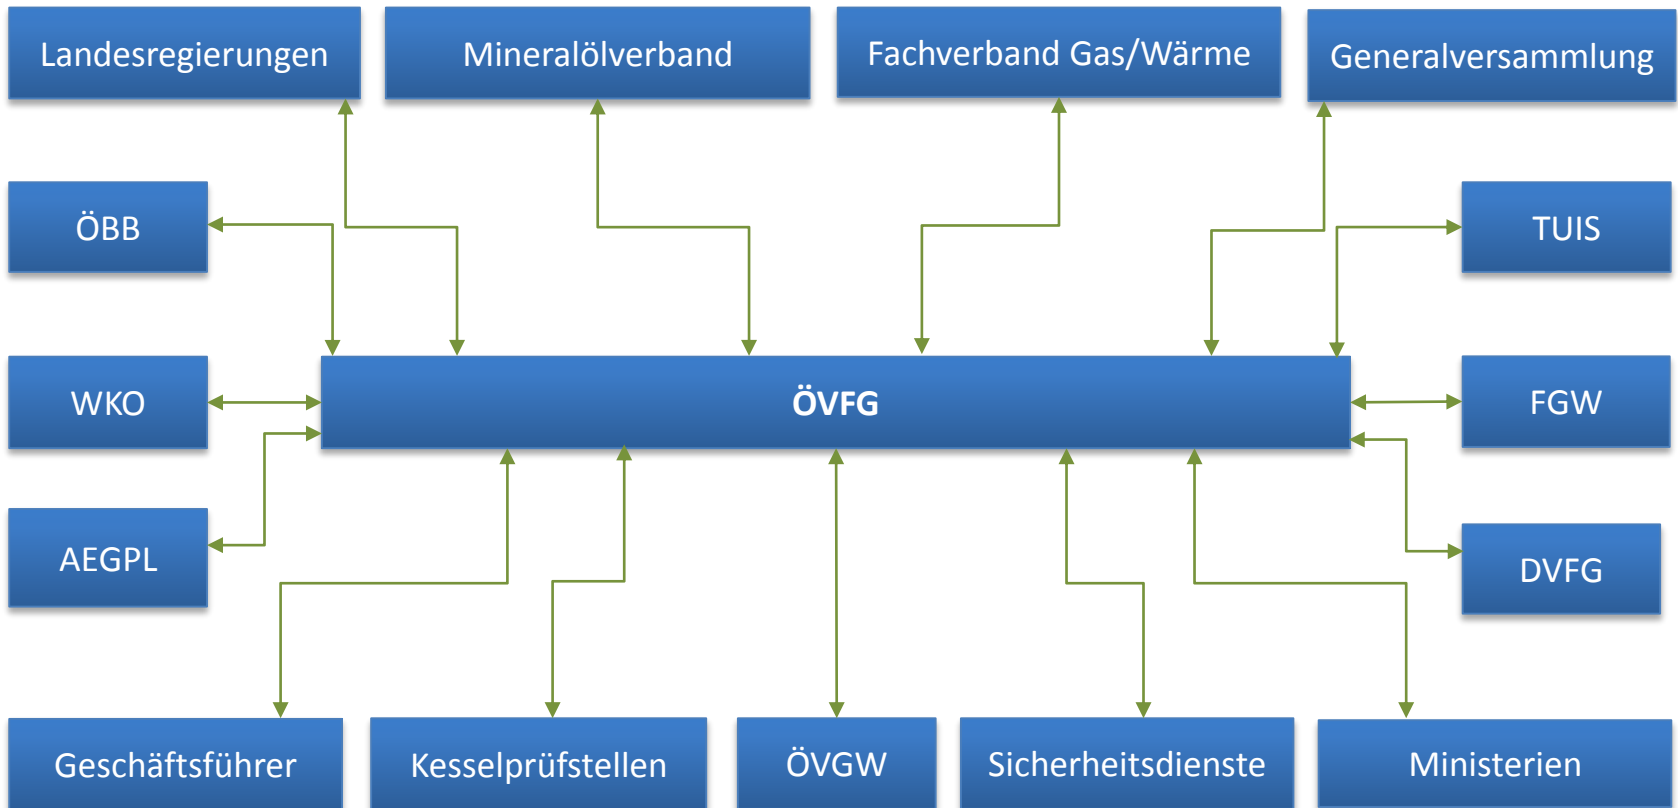 Landesregierungen
Mineralölverband
Fachverband Gas/Wärme
Generalversammlung
ÖBB
TUIS
WKO
ÖVFG
FGW
AEGPL
DVFG
Geschäftsführer
Kesselprüfstellen
ÖVGW
Sicherheitsdienste
Ministerien